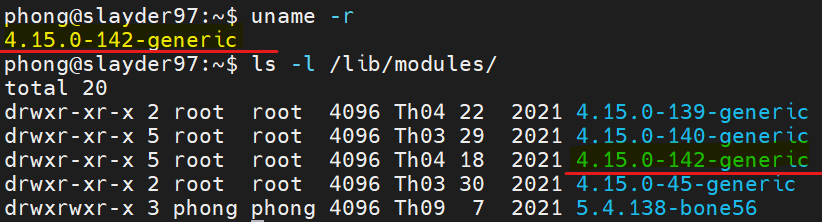 phong@slayder97:~$ uname -r
4.15.0-142-generic
phong@slayder97:~$ ls -l /lib/modules/
total 20
drwxr-xr-x 2 root  root  4096 Th04 22  2021 4.15.0-139-generic
drwxr-xr-x 5 root  root  4096 Th03 29  2021 4.15.0-140-generic
drwxr-xr-x 5 root  root  4096 Th04 18  2021 4.15.0-142-generic
drwxr-xr-x 2 root  root  4096 Th03 30  2021 4.15.0-45-generic
drwxrwxr-x 3 phong phong 4096 Th09  7  2021 5.4.138-bone56